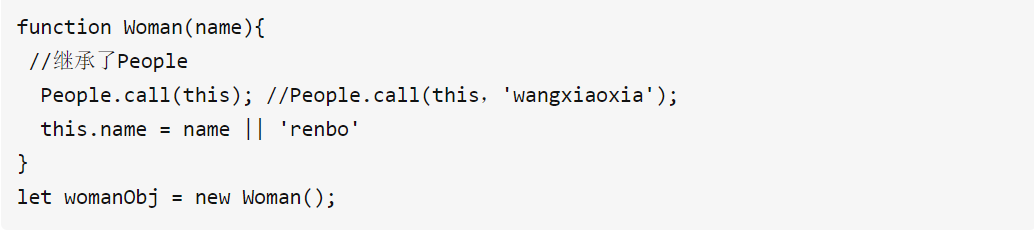 function Woman(name){
//继承了People
People.call(this); //People.call(this，'wangxiaoxia');
this.name = name || 'renbo'
}
let womanObj = new Woman();